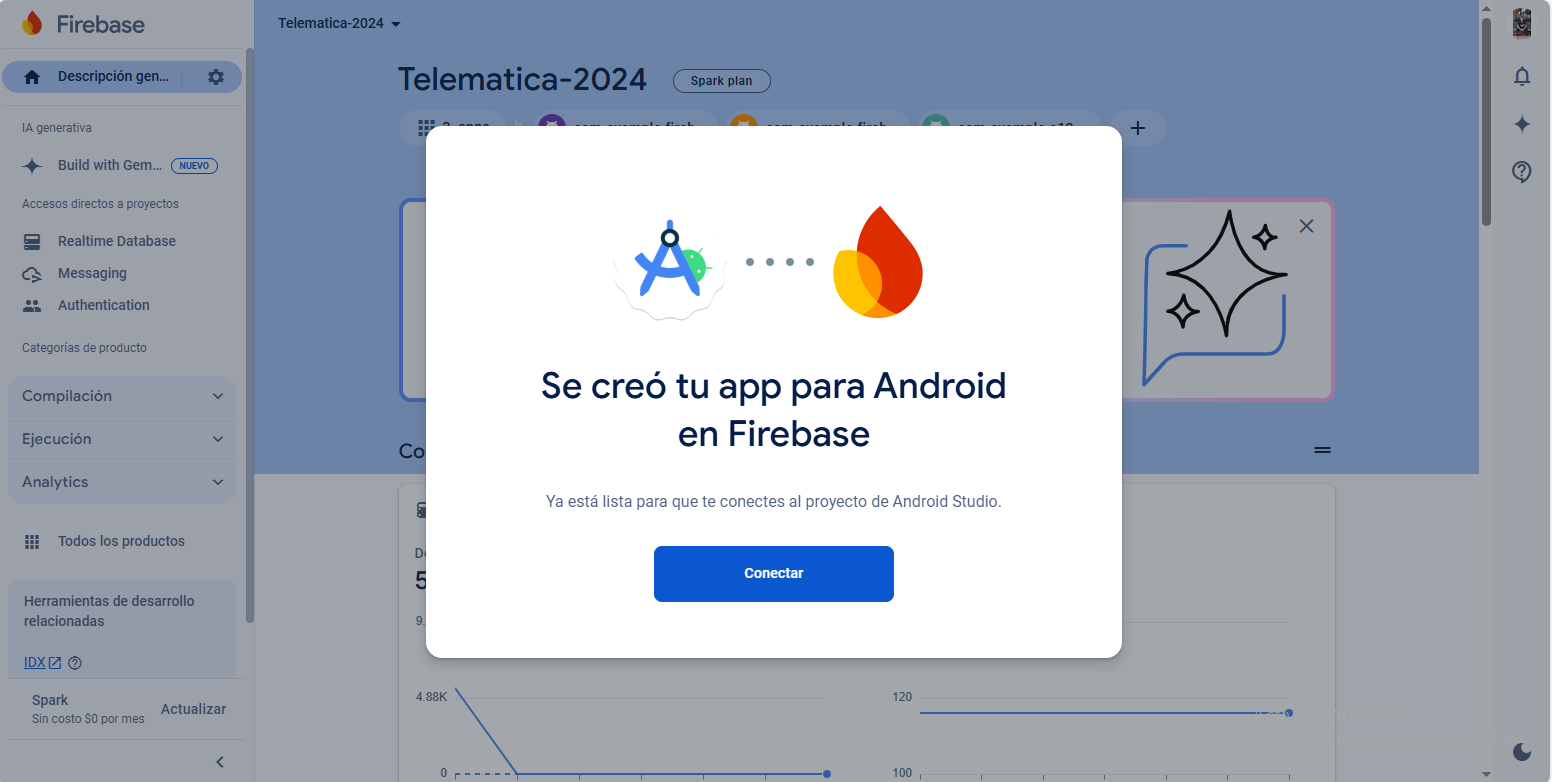 Firebase
Telematica-2024
Descripción gen...
Telematica-2024
Spark plan
IA generativa
Build with Gem...
NUEVO
Accesos directos a proyectos
Realtime Database
Messaging
Authentication
Categorías de producto
Compilación
Ejecución
Analytics
Todos los productos
Herramientas de desarrollo
relacionadas
IDX
Spark
Sin costo $0 por mes
Actualizar
Se creó tu app para Android
en Firebase
Ya está lista para que te conectes al proyecto de Android Studio.
Conectar
Co
De
5
9.
4.88K
0
120
100